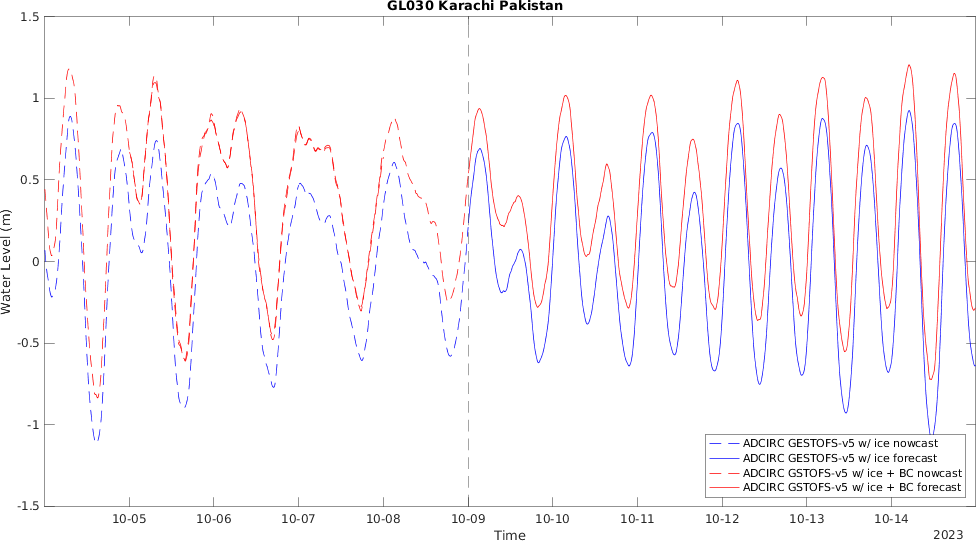 GL030 Karachi Pakistan
1.5
1
0.5
0
-0.5
-1
-1.5
Water Level (m)
10-05 10-06 10-07 10-08 10-09 10-10 10-11 10-12 10-13 10-14
Time
2023
ADCIRC GESTOFS-v5 w/ ice nowcast
ADCIRC GESTOFS-v5 w/ ice forecast
ADCIRC GSTOFS-v5 w/ ice + BC nowcast
ADCIRC GSTOFS-v5 w/ ice + BC forecast